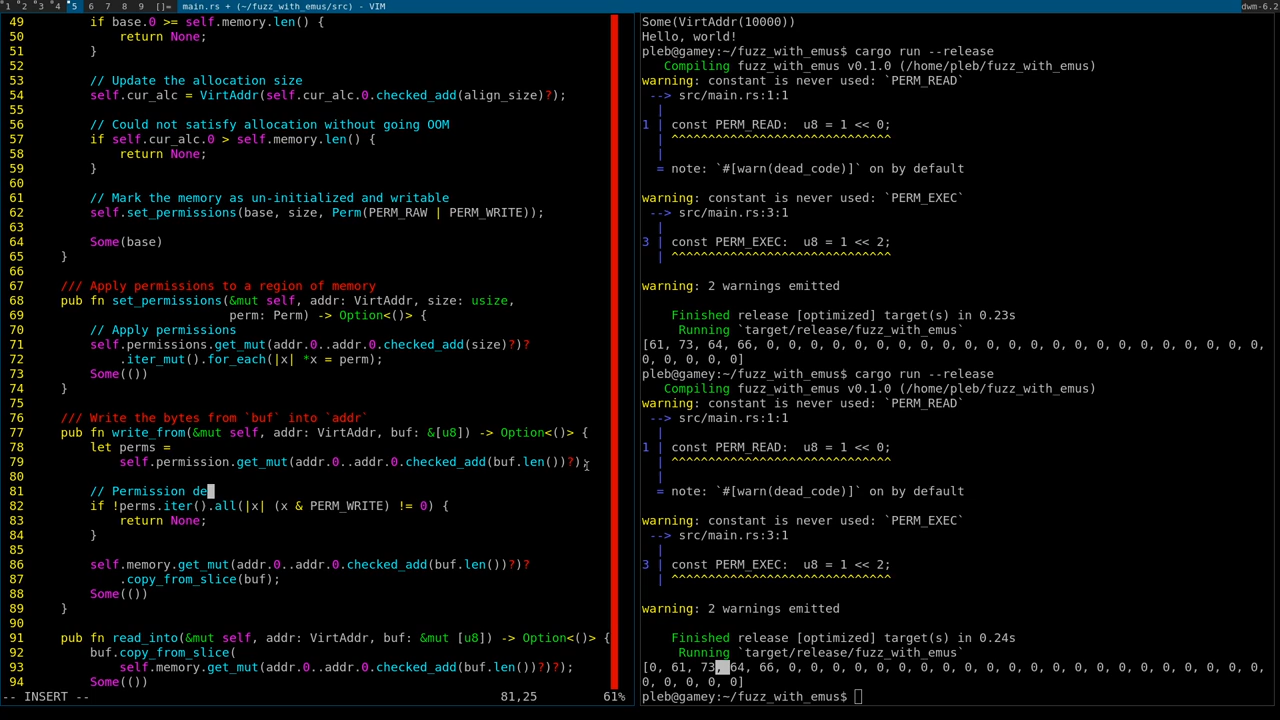 1 2 3 4 5 6 7 8 9 []= main.rs + (~/fuzz_with_emus/src) - VIM dwm-6.2
49         if base.0 >= self.memory.len() {
50             return None;
51         }
52
53         // Update the allocation size
54         self.cur_alc = VirtAddr(self.cur_alc.0.checked_add(align_size)?);
55
56         // Could not satisfy allocation without going OOM
57         if self.cur_alc.0 > self.memory.len() {
58             return None;
59         }
60
61         // Mark the memory as un-initialized and writable
62         self.set_permissions(base, size, Perm(PERM_RAW | PERM_WRITE));
63
64         Some(base)
65     }
66
67     /// Apply permissions to a region of memory
68     pub fn set_permissions(&mut self, addr: VirtAddr, size: usize,
69                            perm: Perm) -> Option<()> {
70         // Apply permissions
71         self.permissions.get_mut(addr.0..addr.0.checked_add(size)?)?
72             .iter_mut().for_each(|x| *x = perm);
73         Some(())
74     }
75
76     /// Write the bytes from `buf` into `addr`
77     pub fn write_from(&mut self, addr: VirtAddr, buf: &[u8]) -> Option<()> {
78         let perms =
79             self.permission.get_mut(addr.0..addr.0.checked_add(buf.len())?);
80
81         // Permission de
82         if !perms.iter().all(|x| (x & PERM_WRITE) != 0) {
83             return None;
84         }
85
86         self.memory.get_mut(addr.0..addr.0.checked_add(buf.len())?)?
87             .copy_from_slice(buf);
88         Some(())
89     }
90
91     pub fn read_into(&mut self, addr: VirtAddr, buf: &mut [u8]) -> Option<()> {
92         buf.copy_from_slice(
93             self.memory.get_mut(addr.0..addr.0.checked_add(buf.len())?)?);
94         Some(())
-- INSERT -- 81,25 61%
Some(VirtAddr(10000))
Hello, world!
pleb@gamey:~/fuzz_with_emus$ cargo run --release
   Compiling fuzz_with_emus v0.1.0 (/home/pleb/fuzz_with_emus)
warning: constant is never used: `PERM_READ`
 --> src/main.rs:1:1
  |
1 | const PERM_READ:  u8 = 1 << 0;
  | ^^^^^^^^^^^^^^^^^^^^^^^^^^^^^^
  |
  = note: `#[warn(dead_code)]` on by default

warning: constant is never used: `PERM_EXEC`
 --> src/main.rs:3:1
  |
3 | const PERM_EXEC:  u8 = 1 << 2;
  | ^^^^^^^^^^^^^^^^^^^^^^^^^^^^^^

warning: 2 warnings emitted

    Finished release [optimized] target(s) in 0.23s
     Running `target/release/fuzz_with_emus`
[61, 73, 64, 66, 0, 0, 0, 0, 0, 0, 0, 0, 0, 0, 0, 0, 0, 0, 0, 0, 0, 0, 0, 0, 0, 0,
0, 0, 0, 0, 0, 0]
pleb@gamey:~/fuzz_with_emus$ cargo run --release
   Compiling fuzz_with_emus v0.1.0 (/home/pleb/fuzz_with_emus)
warning: constant is never used: `PERM_READ`
 --> src/main.rs:1:1
  |
1 | const PERM_READ:  u8 = 1 << 0;
  | ^^^^^^^^^^^^^^^^^^^^^^^^^^^^^^
  |
  = note: `#[warn(dead_code)]` on by default

warning: constant is never used: `PERM_EXEC`
 --> src/main.rs:3:1
  |
3 | const PERM_EXEC:  u8 = 1 << 2;
  | ^^^^^^^^^^^^^^^^^^^^^^^^^^^^^^

warning: 2 warnings emitted

    Finished release [optimized] target(s) in 0.24s
     Running `target/release/fuzz_with_emus`
[0, 61, 73, 64, 66, 0, 0, 0, 0, 0, 0, 0, 0, 0, 0, 0, 0, 0, 0, 0, 0, 0, 0, 0, 0, 0, 0,
0, 0, 0, 0, 0]
pleb@gamey:~/fuzz_with_emus$